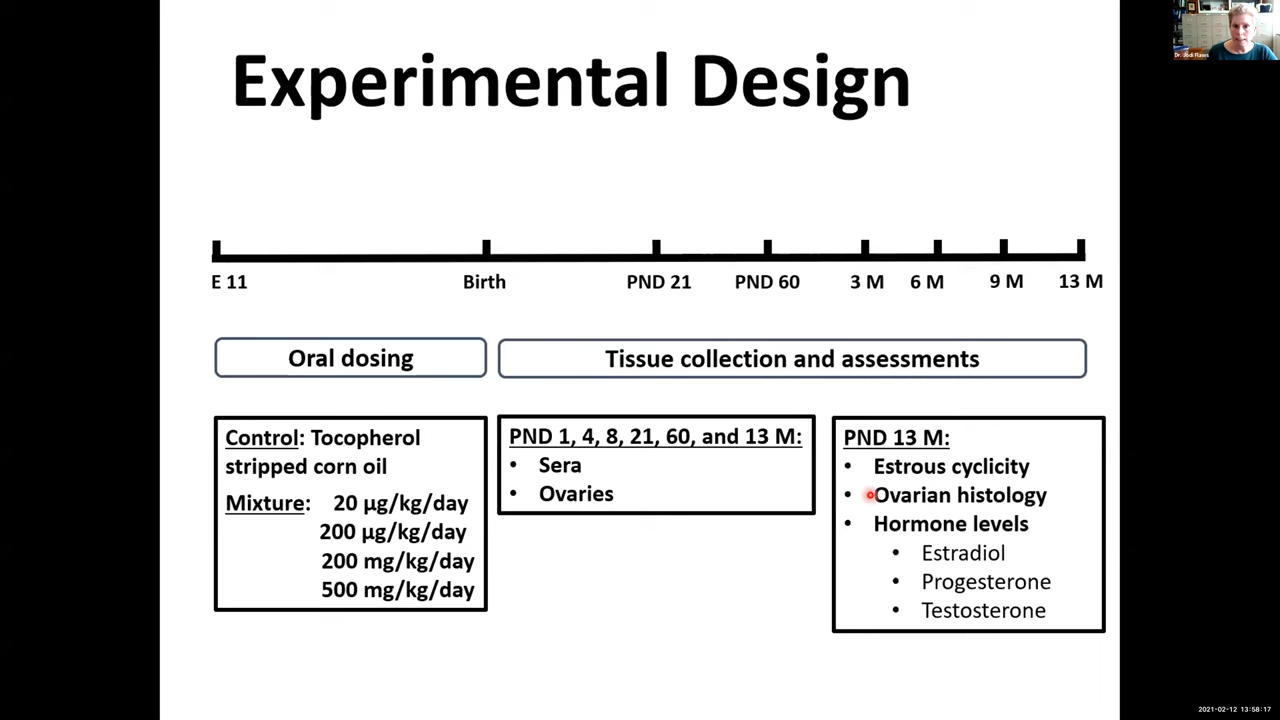 Experimental Design
Dr. Jodi Flaws
E 11
Birth
PND 21
PND 60
3 M
6 M
9 M
13 M
Oral dosing
Tissue collection and assessments
Control: Tocopherol
stripped corn oil
Mixture: 20 µg/kg/day
200 µg/kg/day
200 mg/kg/day
500 mg/kg/day
PND 1, 4, 8, 21, 60, and 13 M:
• Sera
• Ovaries
PND 13 M:
• Estrous cyclicity
• Ovarian histology
• Hormone levels
• Estradiol
• Progesterone
• Testosterone
2021-02-12 13:58:17